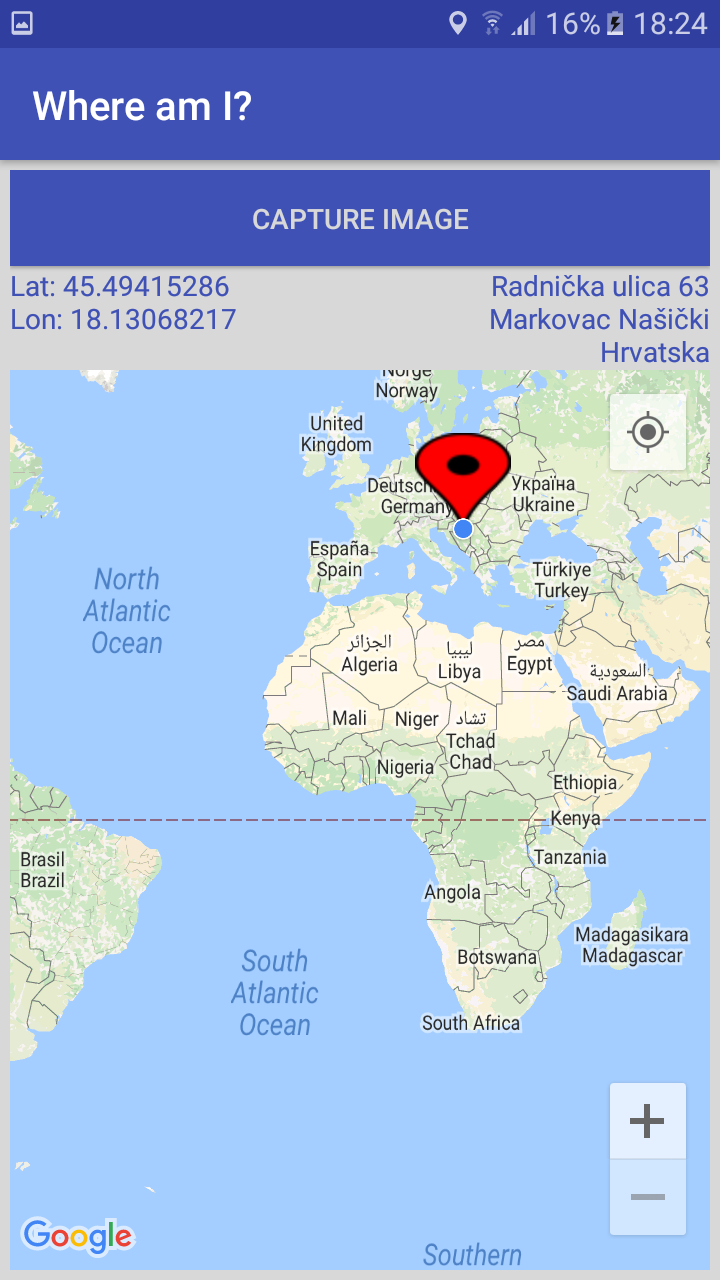 16% 18:24
Where am I?
CAPTURE IMAGE
Lat: 45.49415286
Lon: 18.13068217
Radnička ulica 63
Markovac Našički
Hrvatska
Norge
Norway
United
Kingdom
Deutsch
Germany
Україна
Ukraine
España
Spain
Türkiye
Turkey
North
Atlantic
Ocean
الجزائر
Algeria
ليبيا
Libya
مصر
Egypt
السعودية
Saudi Arabia
Mali
Niger
تشاد
Tchad
Chad
Nigeria
Ethiopia
Kenya
Brasil
Brazil
Tanzania
Angola
Madagasikara
Madagascar
Botswana
South
Atlantic
Ocean
South Africa
+
−
Google
Southern